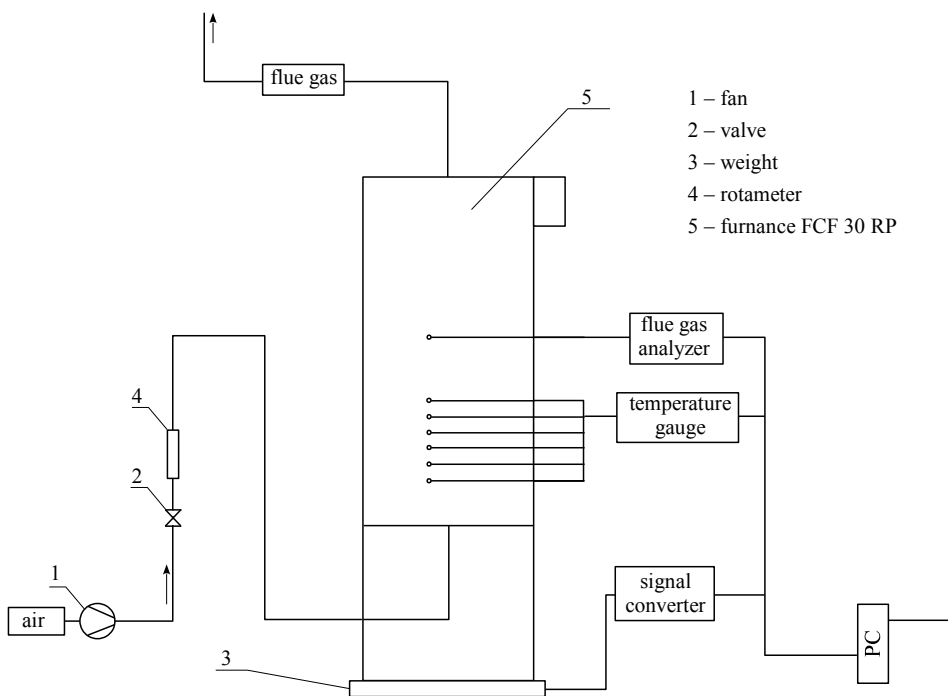 flue gas
5
1 – fan
2 – valve
3 – weight
4 – rotameter
5 – furnance FCF 30 RP
flue gas
analyzer
4
temperature
gauge
2
1
signal
converter
air
PC
3